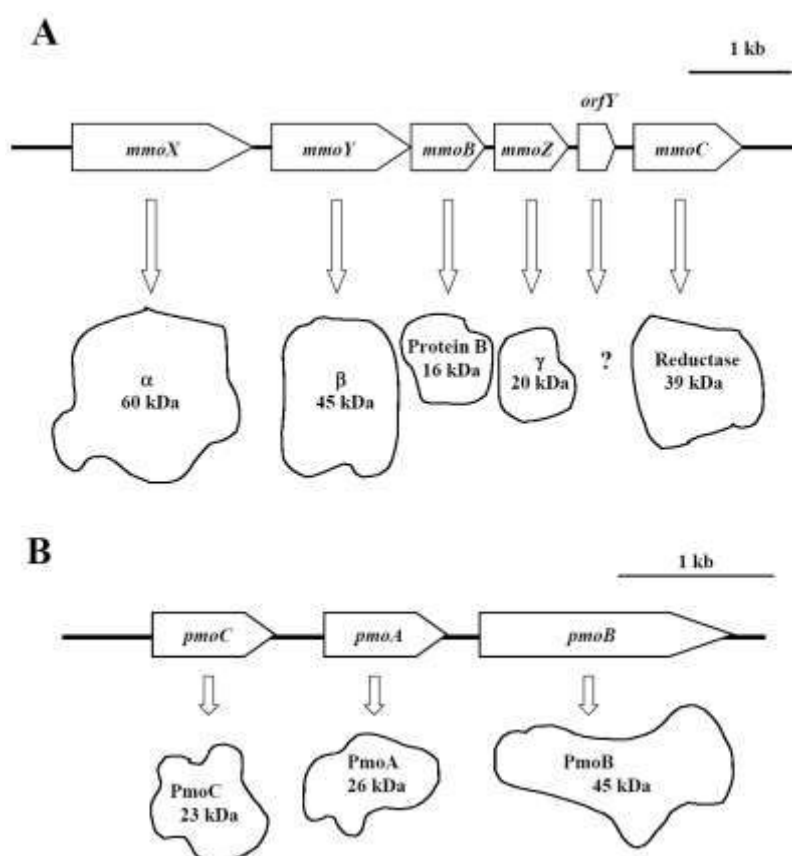 A
1 kb
orfY
mmoX mmoY mmoB mmoZ mmoC
α
60 kDa
β
45 kDa
Protein B
16 kDa
γ
20 kDa
?
Reductase
39 kDa
B
1 kb
pmoC pmoA pmoB
PmoC
23 kDa
PmoA
26 kDa
PmoB
45 kDa